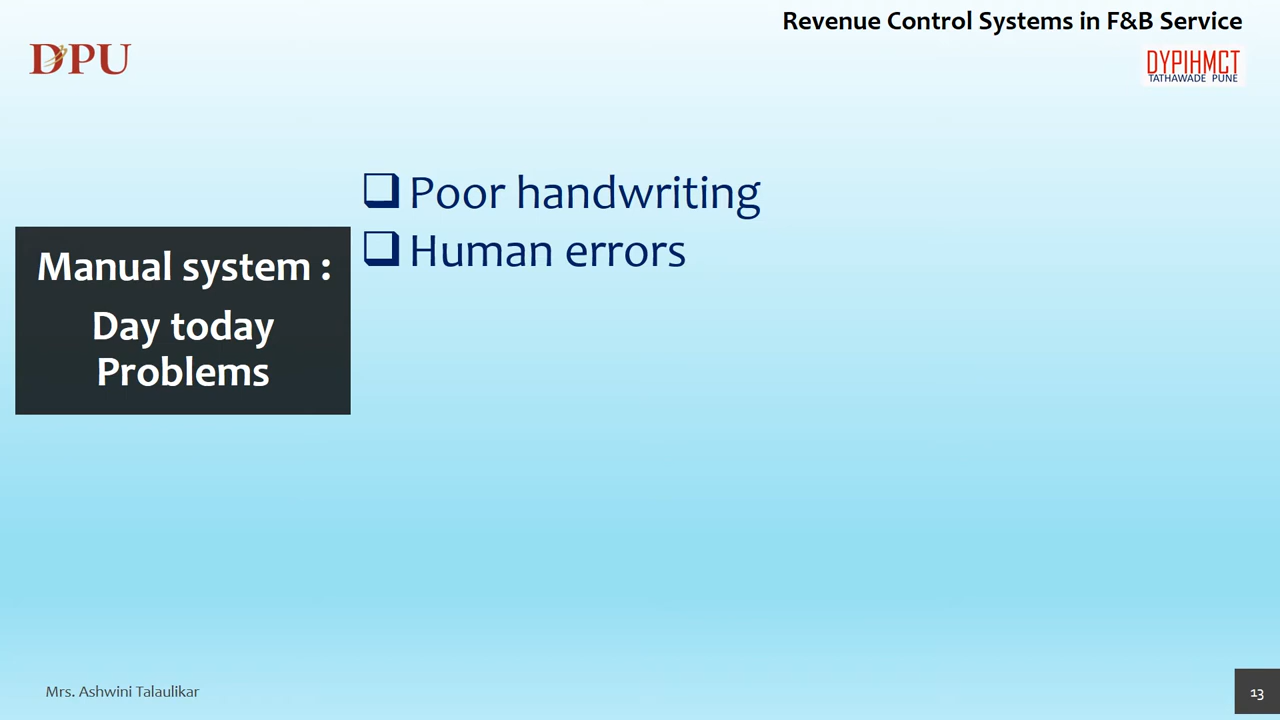 Revenue Control Systems in F&B Service
DPU
DYPIHMCT
TATHAWADE PUNE
Manual system :
Day today
Problems
Poor handwriting
Human errors
Mrs. Ashwini Talaulikar
13